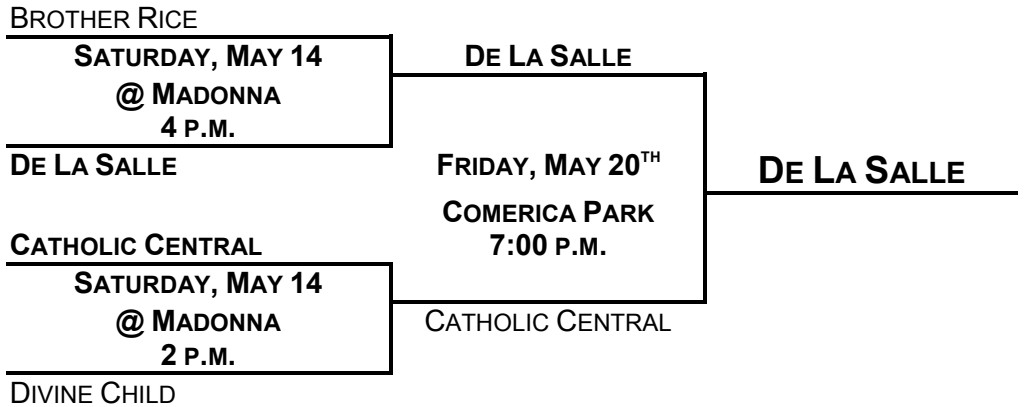 BROTHER RICE
SATURDAY, MAY 14
@ MADONNA
4 P.M.
DE LA SALLE
CATHOLIC CENTRAL
SATURDAY, MAY 14
@ MADONNA
2 P.M.
DIVINE CHILD
DE LA SALLE
FRIDAY, MAY 20TH
COMERICA PARK
7:00 P.M.
CATHOLIC CENTRAL
DE LA SALLE